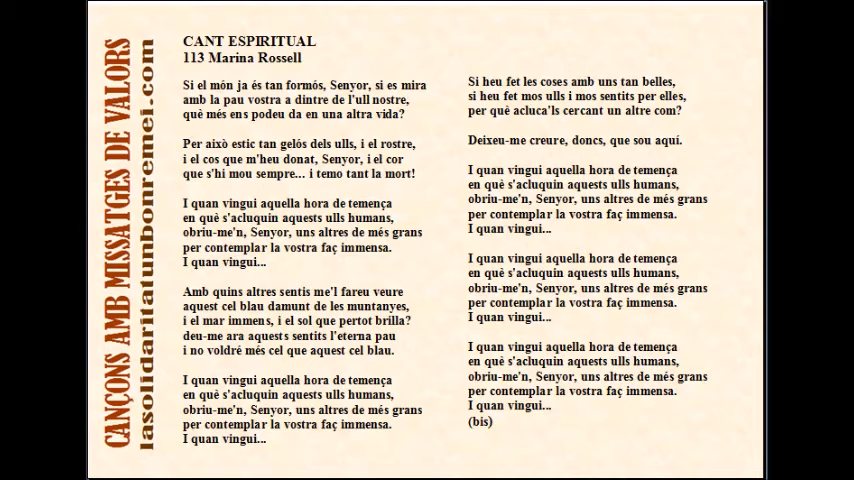 CANÇONS AMB MISSATGES DE VALORS
lasolidaritatunbonremei.com
CANT ESPIRITUAL
113 Marina Rossell
Si el món ja és tan formós, Senyor, si es mira
amb la pau vostra a dintre de l'ull nostre,
què més ens podeu da en una altra vida?
Per això estic tan gelós dels ulls, i el rostre,
i el cos que m'heu donat, Senyor, i el cor
que s'hi mou sempre... i temo tant la mort!
I quan vingui aquella hora de temença
en què s'acluquin aquests ulls humans,
obriu-me'n, Senyor, uns altres de més grans
per contemplar la vostra faç immensa.
I quan vingui...
Amb quins altres sentis me'l fareu veure
aquest cel blau damunt de les muntanyes,
i el mar immens, i el sol que pertot brilla?
deu-me ara aquests sentits l'eterna pau
i no voldré més cel que aquest cel blau.
I quan vingui aquella hora de temença
en què s'acluquin aquests ulls humans,
obriu-me'n, Senyor, uns altres de més grans
per contemplar la vostra faç immensa.
I quan vingui...
Si heu fet les coses amb uns tan belles,
si heu fet mos ulls i mos sentits per elles,
per què acluca'ls cercant un altre com?
Deixeu-me creure, doncs, que sou aquí.
I quan vingui aquella hora de temença
en què s'acluquin aquests ulls humans,
obriu-me'n, Senyor, uns altres de més grans
per contemplar la vostra faç immensa.
I quan vingui...
I quan vingui aquella hora de temença
en què s'acluquin aquests ulls humans,
obriu-me'n, Senyor, uns altres de més grans
per contemplar la vostra faç immensa.
I quan vingui...
I quan vingui aquella hora de temença
en què s'acluquin aquests ulls humans,
obriu-me'n, Senyor, uns altres de més grans
per contemplar la vostra faç immensa.
I quan vingui...
(bis)